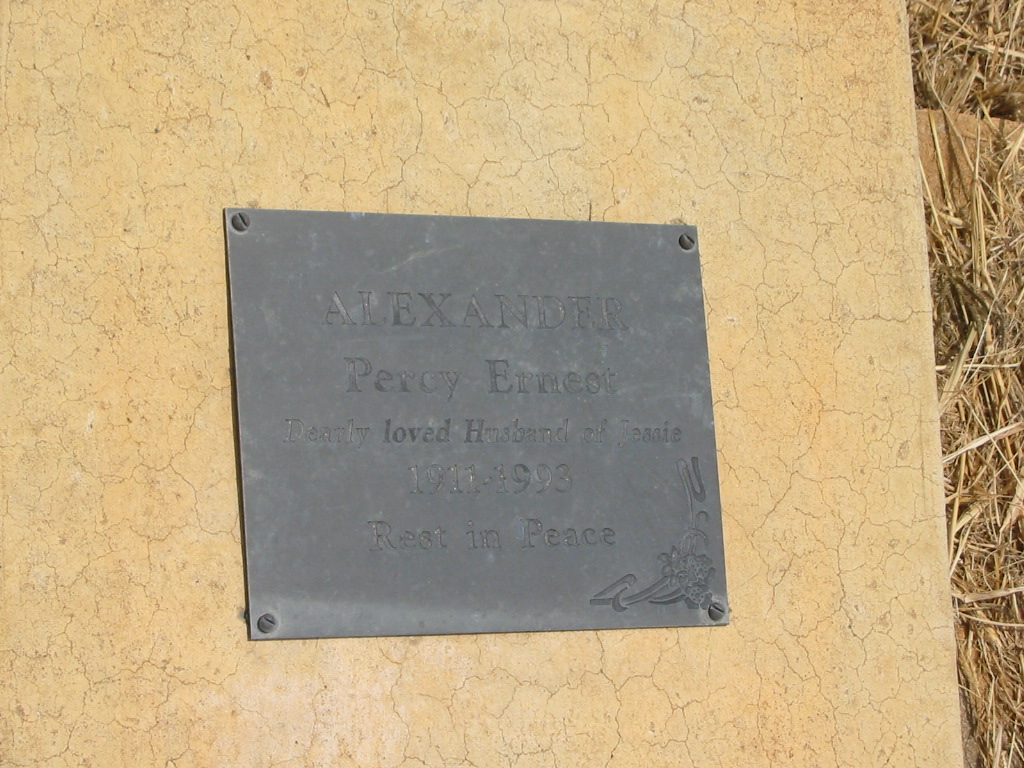 ALEXANDER
Percy Ernest
Dearly loved Husband of Jessie
1911-1993
Rest in Peace